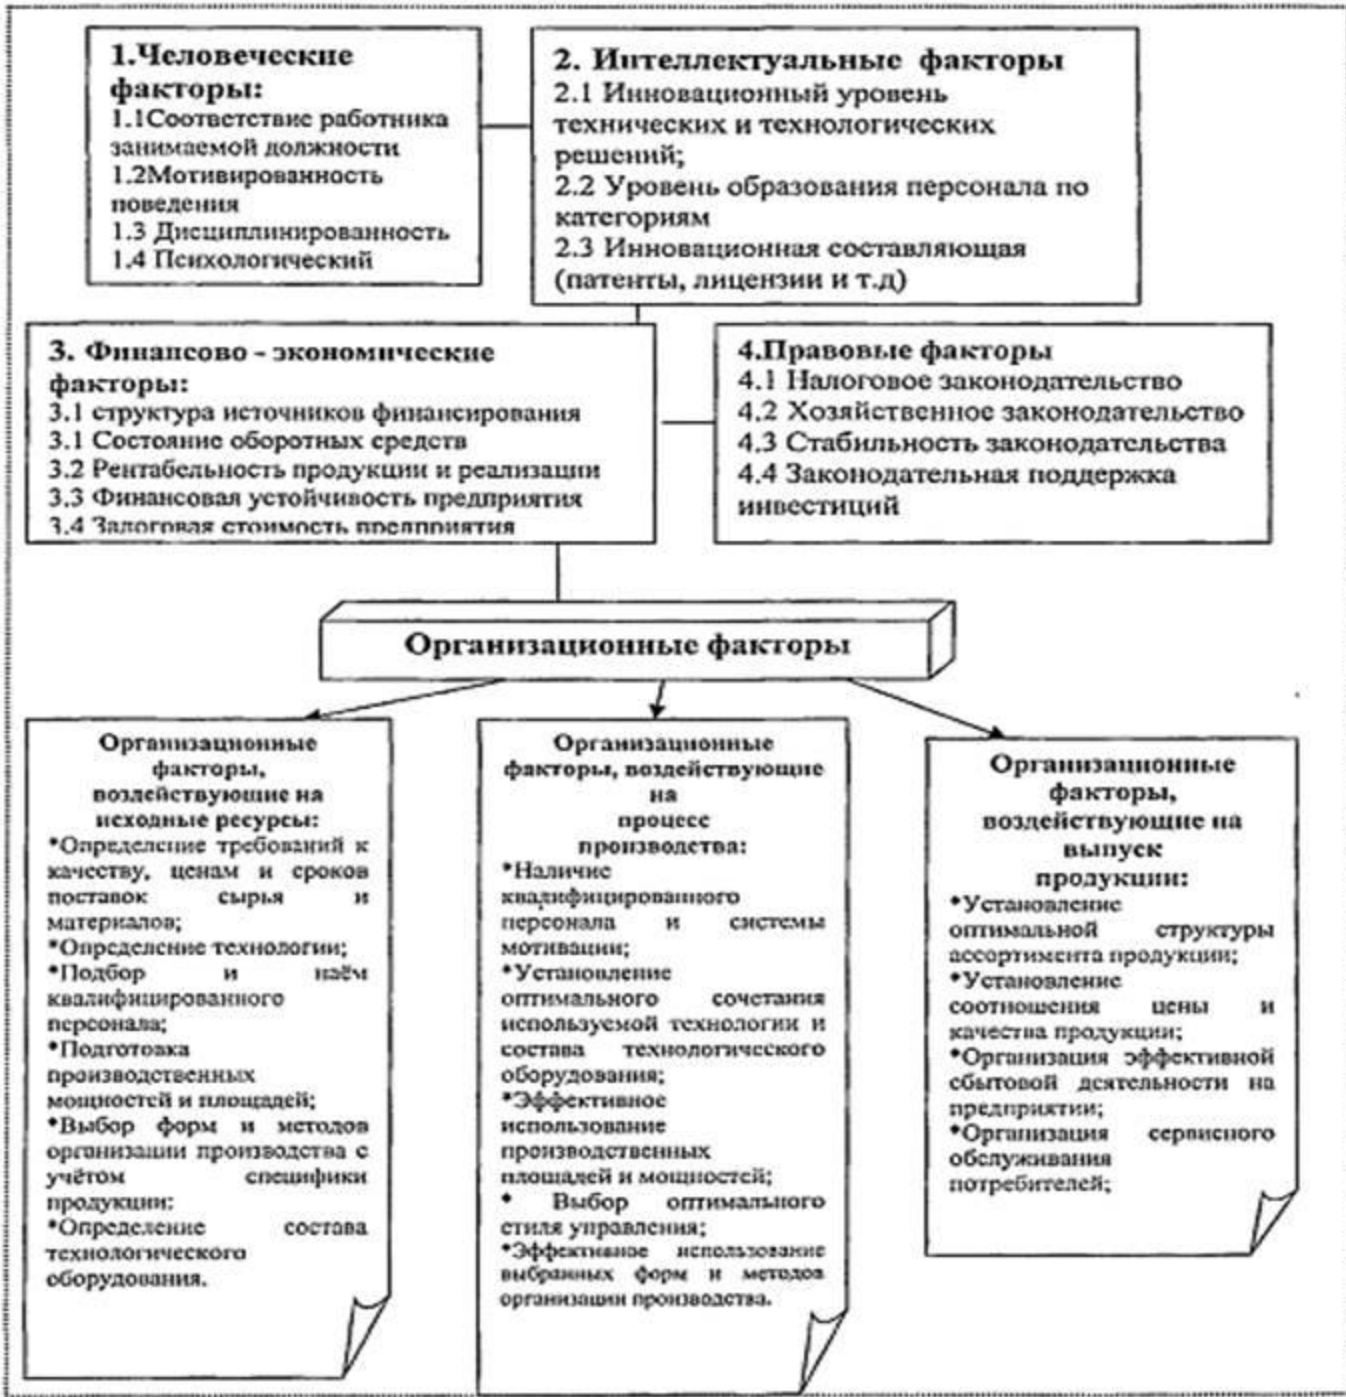 1.Человеческие
факторы:
1.1Соответствие работника
занимаемой должности
1.2Мотивированность
поведения
1.3 Дисциплинированность
1.4 Психологический
2. Интеллектуальные факторы
2.1 Инновационный уровень
технических и технологических
решений;
2.2 Уровень образования персонала по
категориям
2.3 Инновационная составляющая
(патенты, лицензии и т.д)
3. Финансово - экономические
факторы:
3.1 структура источников финансирования
3.1 Состояние оборотных средств
3.2 Рентабельность продукции и реализации
3.3 Финансовая устойчивость предприятия
3.4 Залоговая стоимость предприятия
4.Правовые факторы
4.1 Налоговое законодательство
4.2 Хозяйственное законодательство
4.3 Стабильность законодательства
4.4 Законодательная поддержка
инвестиций
Организационные факторы
Организационные
факторы,
воздействующие на
исходные ресурсы:
*Определение требований к
качеству, ценам и сроков
поставок сырья и
материалов;
*Определение технологии;
*Подбор и наём
квалифицированного
персонала;
*Подготовка
производственных
мощностей и площадей;
*Выбор форм и методов
организации производства с
учётом специфики
продукции;
*Определение состава
технологического
оборудования.
Организационные
факторы, воздействующие
на
процесс
производства:
*Наличие
квалифицированного
персонала и системы
мотивации;
*Установление
оптимального сочетания
используемой технологии и
состава технологического
оборудования;
*Эффективное
использование
производственных
площадей и мощностей;
* Выбор оптимального
стиля управления;
*Эффективное использование
выбранных форм и методов
организации производства.
Организационные
факторы,
воздействующие на
выпуск
продукции:
*Установление
оптимальной структуры
ассортимента продукции;
*Установление
соотношения цены и
качества продукции;
*Организация эффективной
сбытовой деятельности на
предприятии;
*Организация сервисного
обслуживания
потребителей;